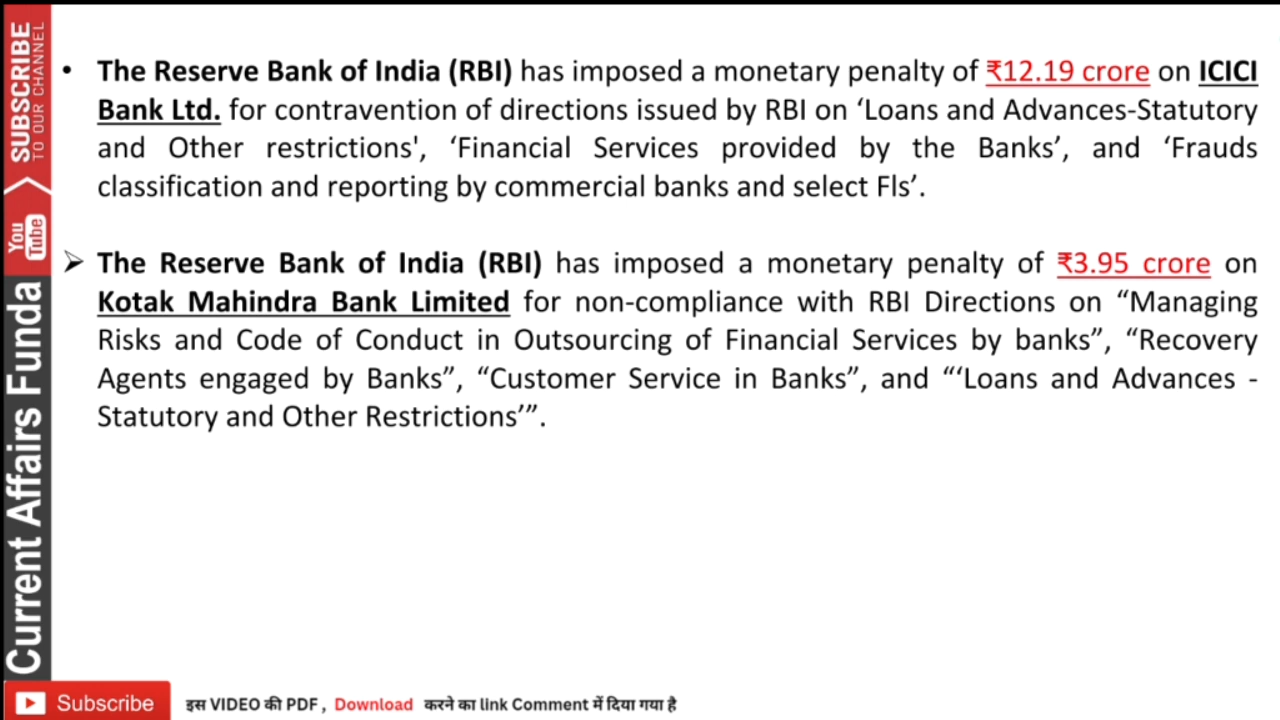 SUBSCRIBE
TO OUR CHANNEL
You
Tube
Current Affairs Funda
• The Reserve Bank of India (RBI) has imposed a monetary penalty of ₹12.19 crore on ICICI
Bank Ltd. for contravention of directions issued by RBI on ‘Loans and Advances-Statutory
and Other restrictions', ‘Financial Services provided by the Banks’, and ‘Frauds
classification and reporting by commercial banks and select FIs’.
➢ The Reserve Bank of India (RBI) has imposed a monetary penalty of ₹3.95 crore on
Kotak Mahindra Bank Limited for non-compliance with RBI Directions on “Managing
Risks and Code of Conduct in Outsourcing of Financial Services by banks”, “Recovery
Agents engaged by Banks”, “Customer Service in Banks”, and “‘Loans and Advances -
Statutory and Other Restrictions’”.
Subscribe
इस VIDEO की PDF , Download करने का link Comment में दिया गया है